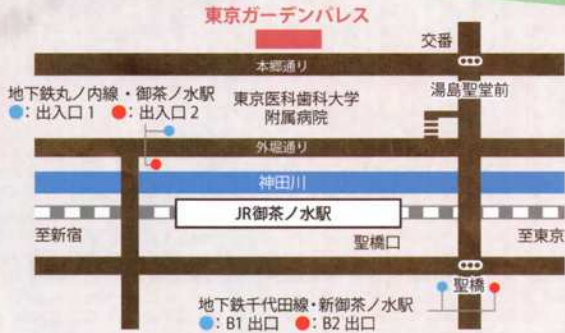 東京ガーデンパレス
交番
本郷通り
湯島聖堂前
地下鉄丸ノ内線・御茶ノ水駅
●：出入口1 ●：出入口2
東京医科歯科大学
附属病院
外堀通り
神田川
JR御茶ノ水駅
至新宿
聖橋口
至東京
聖橋
地下鉄千代田線・新御茶ノ水駅
●：B1 出口 ●：B2 出口